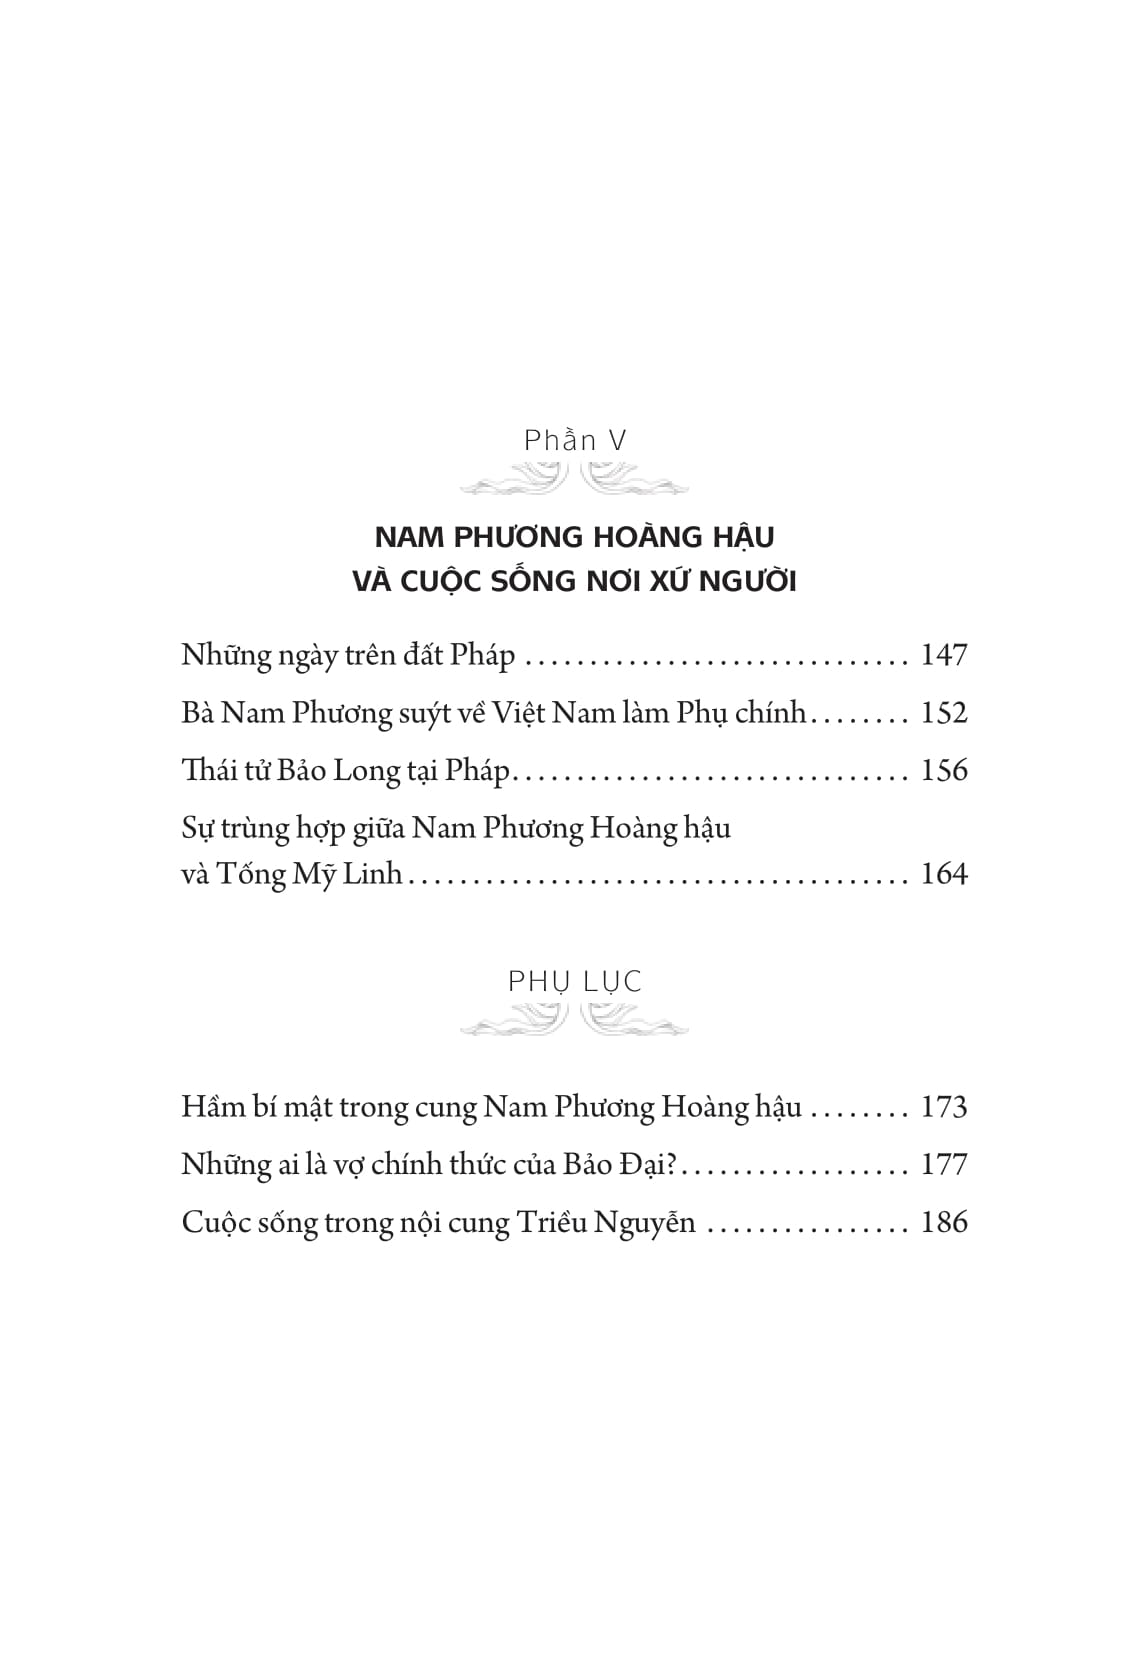 Phần V
NAM PHƯƠNG HOÀNG HẬU
VÀ CUỘC SỐNG NƠI XỨ NGƯỜI
Những ngày trên đất Pháp .............................. 147
Bà Nam Phương suýt về Việt Nam làm Phụ chính........ 152
Thái tử Bảo Long tại Pháp............................... 156
Sự trùng hợp giữa Nam Phương Hoàng hậu
và Tống Mỹ Linh....................................... 164
PHỤ LỤC
Hầm bí mật trong cung Nam Phương Hoàng hậu ........ 173
Những ai là vợ chính thức của Bảo Đại?.................. 177
Cuộc sống trong nội cung Triều Nguyễn ................ 186